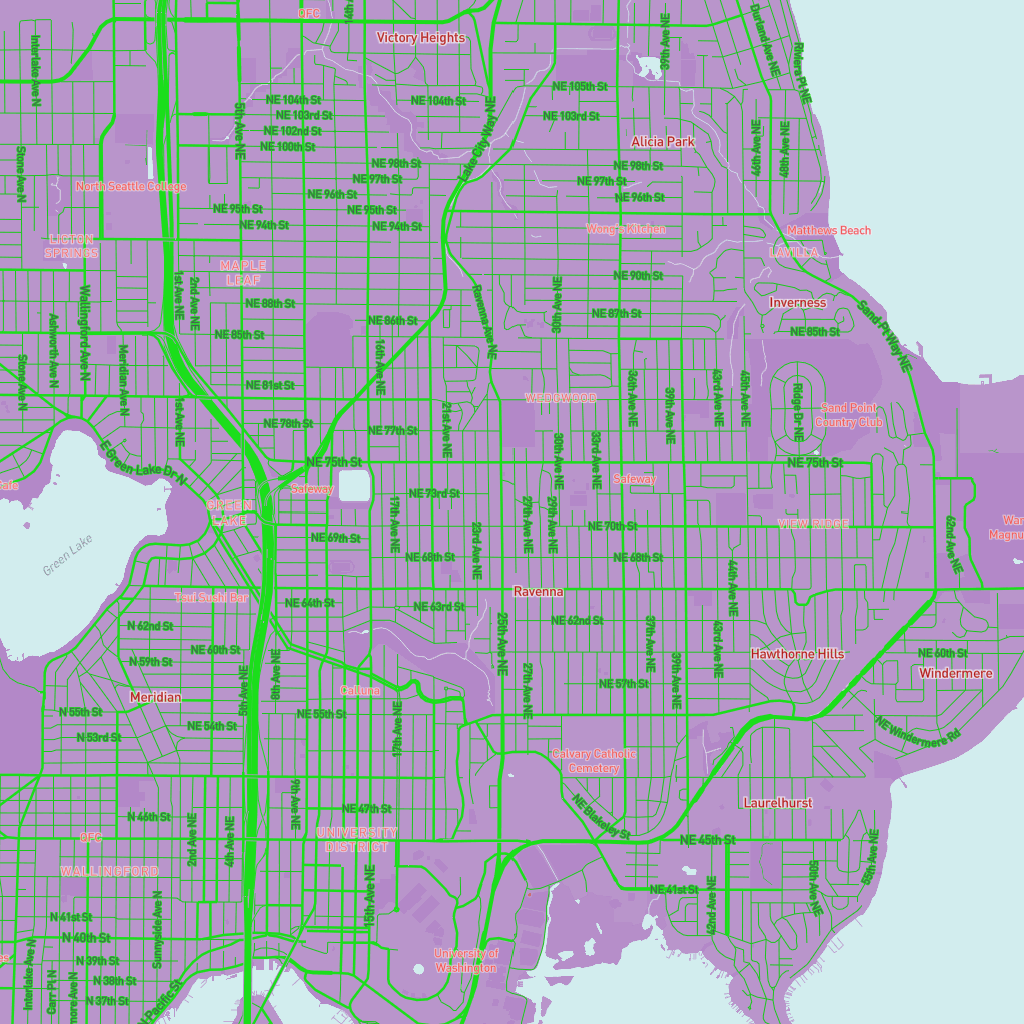 QFC
14th A
Victory Heights
39th Ave NE
Durland Ave NE
Riviera Pl NE
Interlake Ave N
NE 104th St
NE 104th St
NE 105th St
5th Ave NE
NE 103rd St
NE 103rd St
Lake City Way NE
NE 102nd St
46th Ave NE
48th Ave NE
NE 100th St
Alicia Park
Stone Ave N
NE 98th St
NE 98th St
North Seattle College
NE 97th St
NE 97th St
NE 96th St
NE 96th St
NE 95th St
NE 95th St
NE 94th St
NE 94th St
Wong's Kitchen
Matthews Beach
LICTON
SPRINGS
LAVILLA
MAPLE
LEAF
NE 90th St
1st Ave NE
2nd Ave NE
Wallingford Ave N
NE 88th St
Ravenna Ave NE
30th Ave NE
Inverness
NE 87th St
NE 86th St
Sand Pt Way NE
Ashworth Ave N
NE 85th St
NE 85th St
Meridian Ave N
16th Ave NE
Stone Ave N
NE 81st St
36th Ave NE
39th Ave NE
43rd Ave NE
45th Ave NE
WEDGWOOD
Ridge Dr NE
Sand Point
Country Club
1st Ave NE
NE 78th St
NE 77th St
21st Ave NE
30th Ave NE
33rd Ave NE
E Green Lake Dr N
NE 75th St
NE 75th St
Safeway
Safeway
afe
NE 73rd St
GREEN
LAKE
17th Ave NE
27th Ave NE
29th Ave NE
NE 70th St
VIEW RIDGE
62nd Ave NE
War
Magnu
Green Lake
NE 69th St
23rd Ave NE
NE 68th St
NE 68th St
44th Ave NE
Ravenna
Tsui Sushi Bar
NE 64th St
NE 63rd St
N 62nd St
25th Ave NE
NE 62nd St
37th Ave NE
43rd Ave NE
NE 60th St
N 59th St
8th Ave NE
Hawthorne Hills
NE 60th St
Windermere
39th Ave NE
5th Ave NE
27th Ave NE
NE 57th St
Meridian
Calluna
N 55th St
NE 55th St
17th Ave NE
NE 54th St
N 53rd St
NE Windermere Rd
Calvary Catholic
Cemetery
9th Ave NE
NE 47th St
N 46th St
NE Blakeley St
Laurelhurst
2nd Ave NE
4th Ave NE
QFC
UNIVERSITY
DISTRICT
NE 45th St
WALLINGFORD
15th Ave NE
50th Ave NE
55th Ave NE
NE 41st St
42nd Ave NE
N 41st St
Sunnyside Ave N
N 40th St
es
Interlake Ave N
N 39th St
University of
Washington
Carr Pl N
N 38th St
more Ave N
N 37th St
N Pacific St